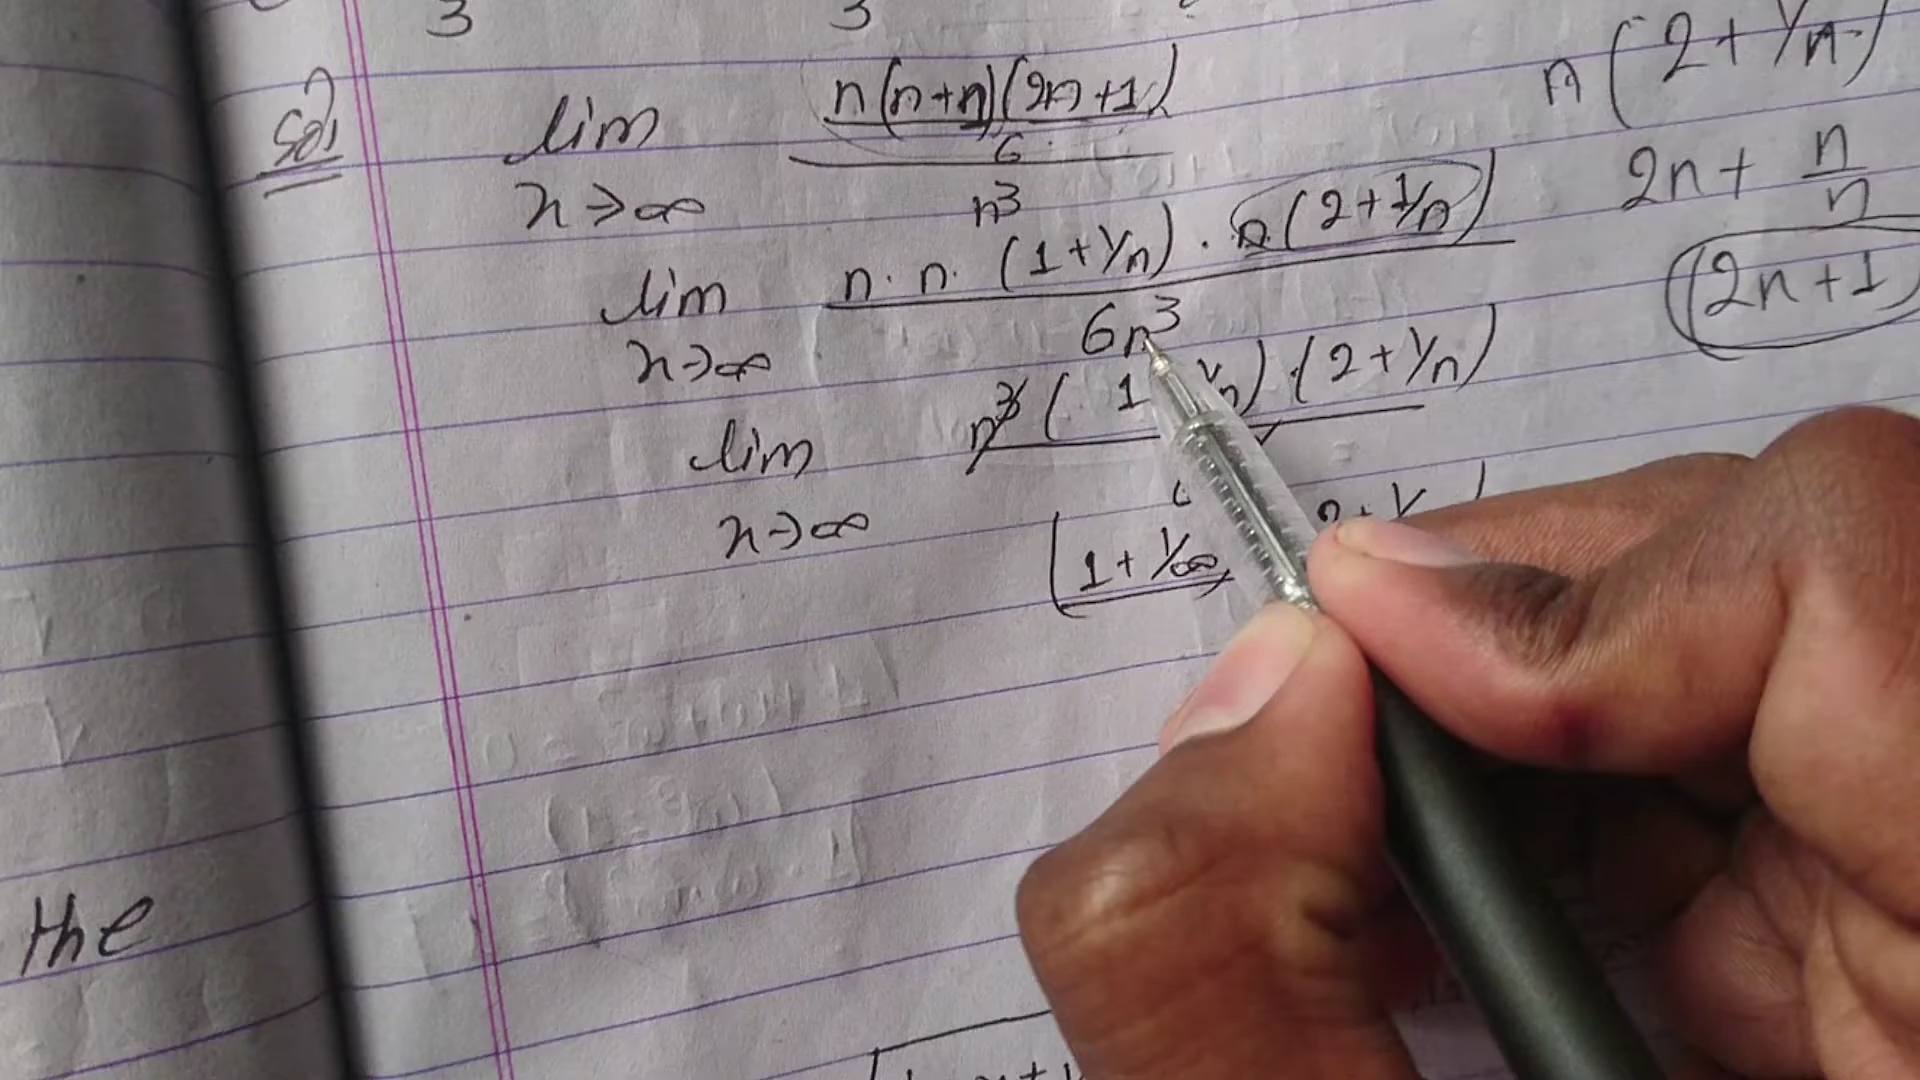 3 3
Sol
lim n(n+n)(2n+1)
6
n→∞ n³
lim n · n · (1+1/n) · n(2+1/n)
n→∞ 6n³
lim n³(1 1/n) · (2+1/n)
n→∞
(1+1/∞
n(2+1/n)
2n + n/n
(2n+1)
the